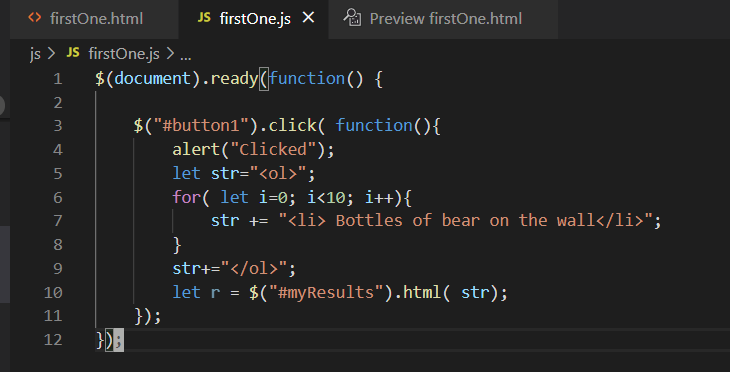 <> firstOne.html JS firstOne.js × Preview firstOne.html
js > JS firstOne.js > ...
1 $(document).ready(function() {
2
3 $("#button1").click( function(){
4 alert("Clicked");
5 let str="<ol>";
6 for( let i=0; i<10; i++){
7 str += "<li> Bottles of bear on the wall</li>";
8 }
9 str+="</ol>";
10 let r = $("#myResults").html( str);
11 });
12 });